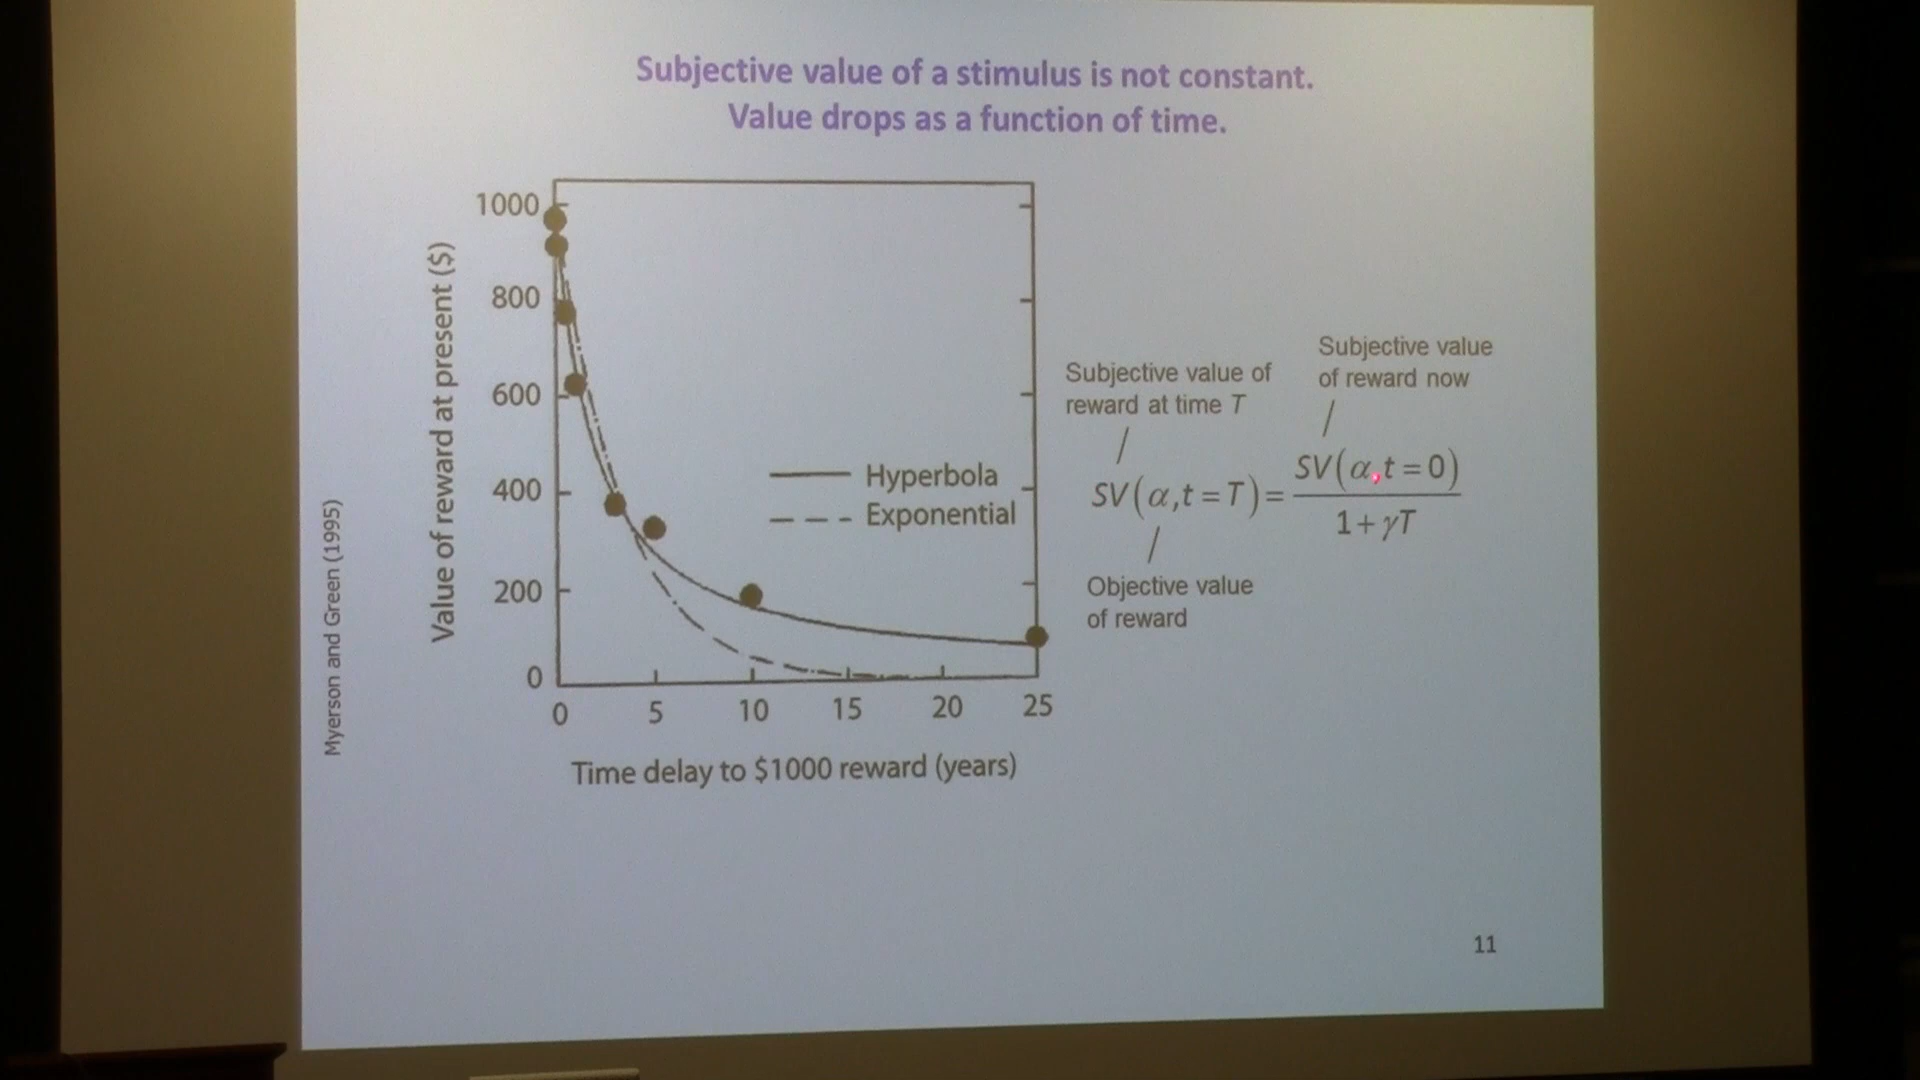 Subjective value of a stimulus is not constant.
Value drops as a function of time.
Myerson and Green (1995)
Value of reward at present ($)
1000
800
600
400
200
0
0 5 10 15 20 25
Time delay to $1000 reward (years)
Hyperbola
Exponential
Subjective value of
reward at time T
Subjective value
of reward now
SV(α,t=T)= SV(α,t=0)
1+γT
Objective value
of reward
11